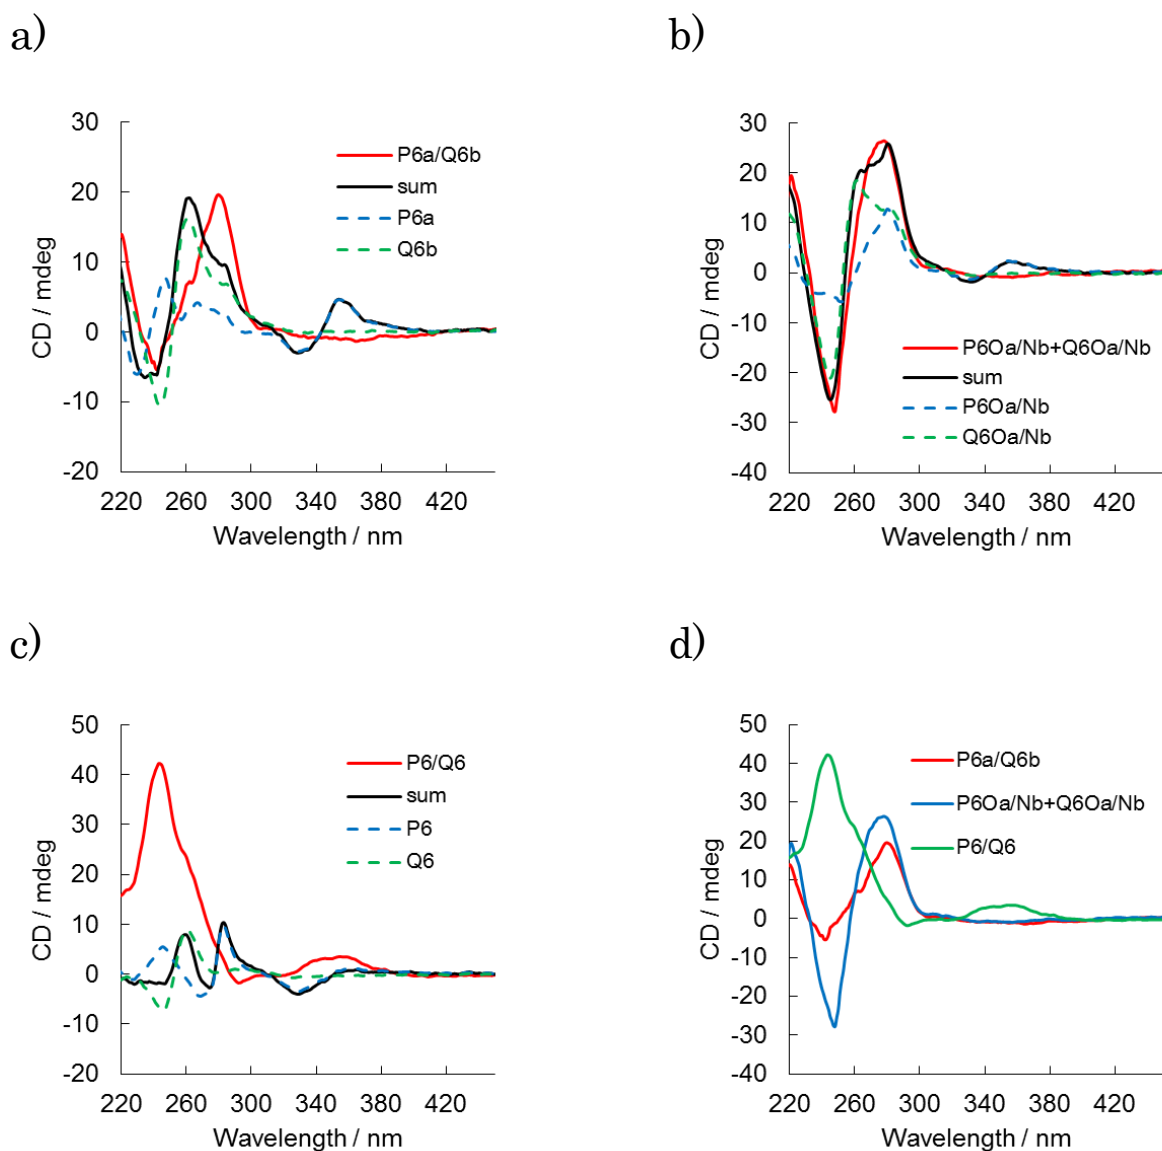 a)
30
20
10
0
-10
-20
CD / mdeg
P6a/Q6b
sum
P6a
Q6b
220 260 300 340 380 420
Wavelength / nm
b)
30
20
10
0
-10
-20
-30
-40
CD / mdeg
P6Oa/Nb+Q6Oa/Nb
sum
P6Oa/Nb
Q6Oa/Nb
220 260 300 340 380 420
Wavelength / nm
c)
50
40
30
20
10
0
-10
-20
CD / mdeg
P6/Q6
sum
P6
Q6
220 260 300 340 380 420
Wavelength / nm
d)
50
40
30
20
10
0
-10
-20
-30
-40
CD / mdeg
P6a/Q6b
P6Oa/Nb+Q6Oa/Nb
P6/Q6
220 260 300 340 380 420
Wavelength / nm